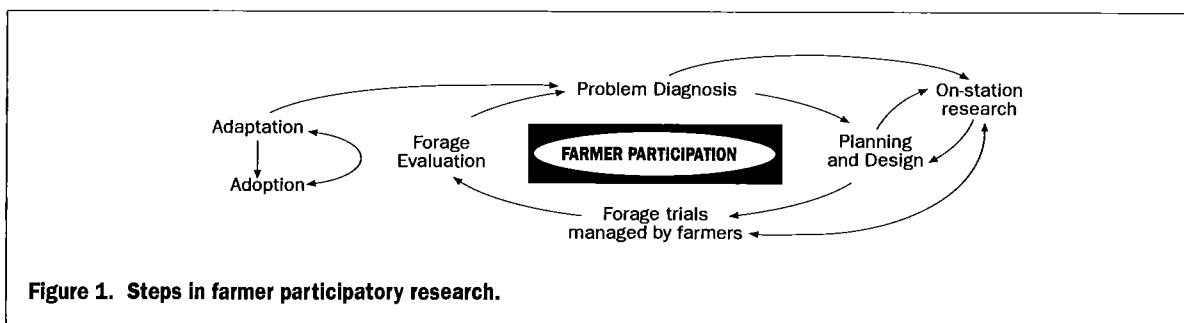 Problem Diagnosis
On-station
research
Adaptation
Adoption
Forage
Evaluation
FARMER PARTICIPATION
Planning
and Design
Forage trials
managed by farmers
Figure 1. Steps in farmer participatory research.